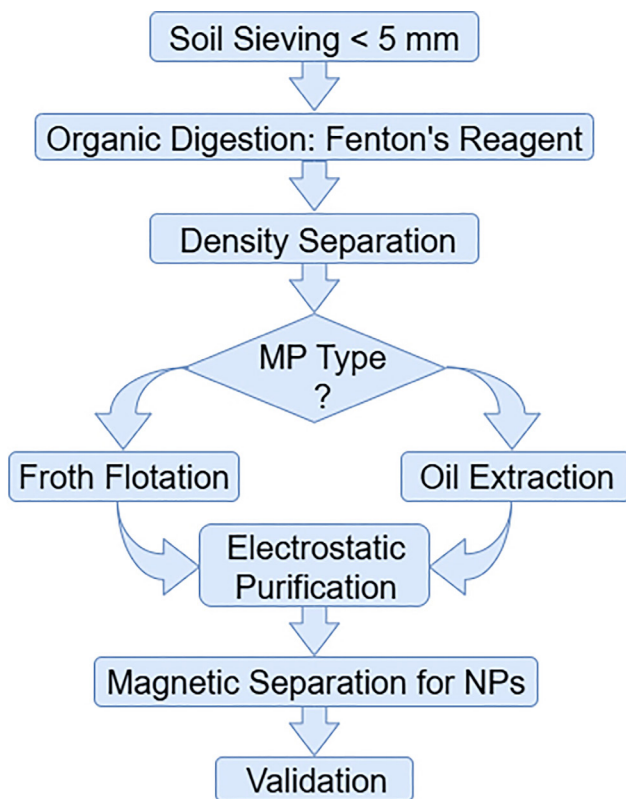 Soil Sieving < 5 mm
Organic Digestion: Fenton's Reagent
Density Separation
MP Type
?
Froth Flotation
Oil Extraction
Electrostatic
Purification
Magnetic Separation for NPs
Validation